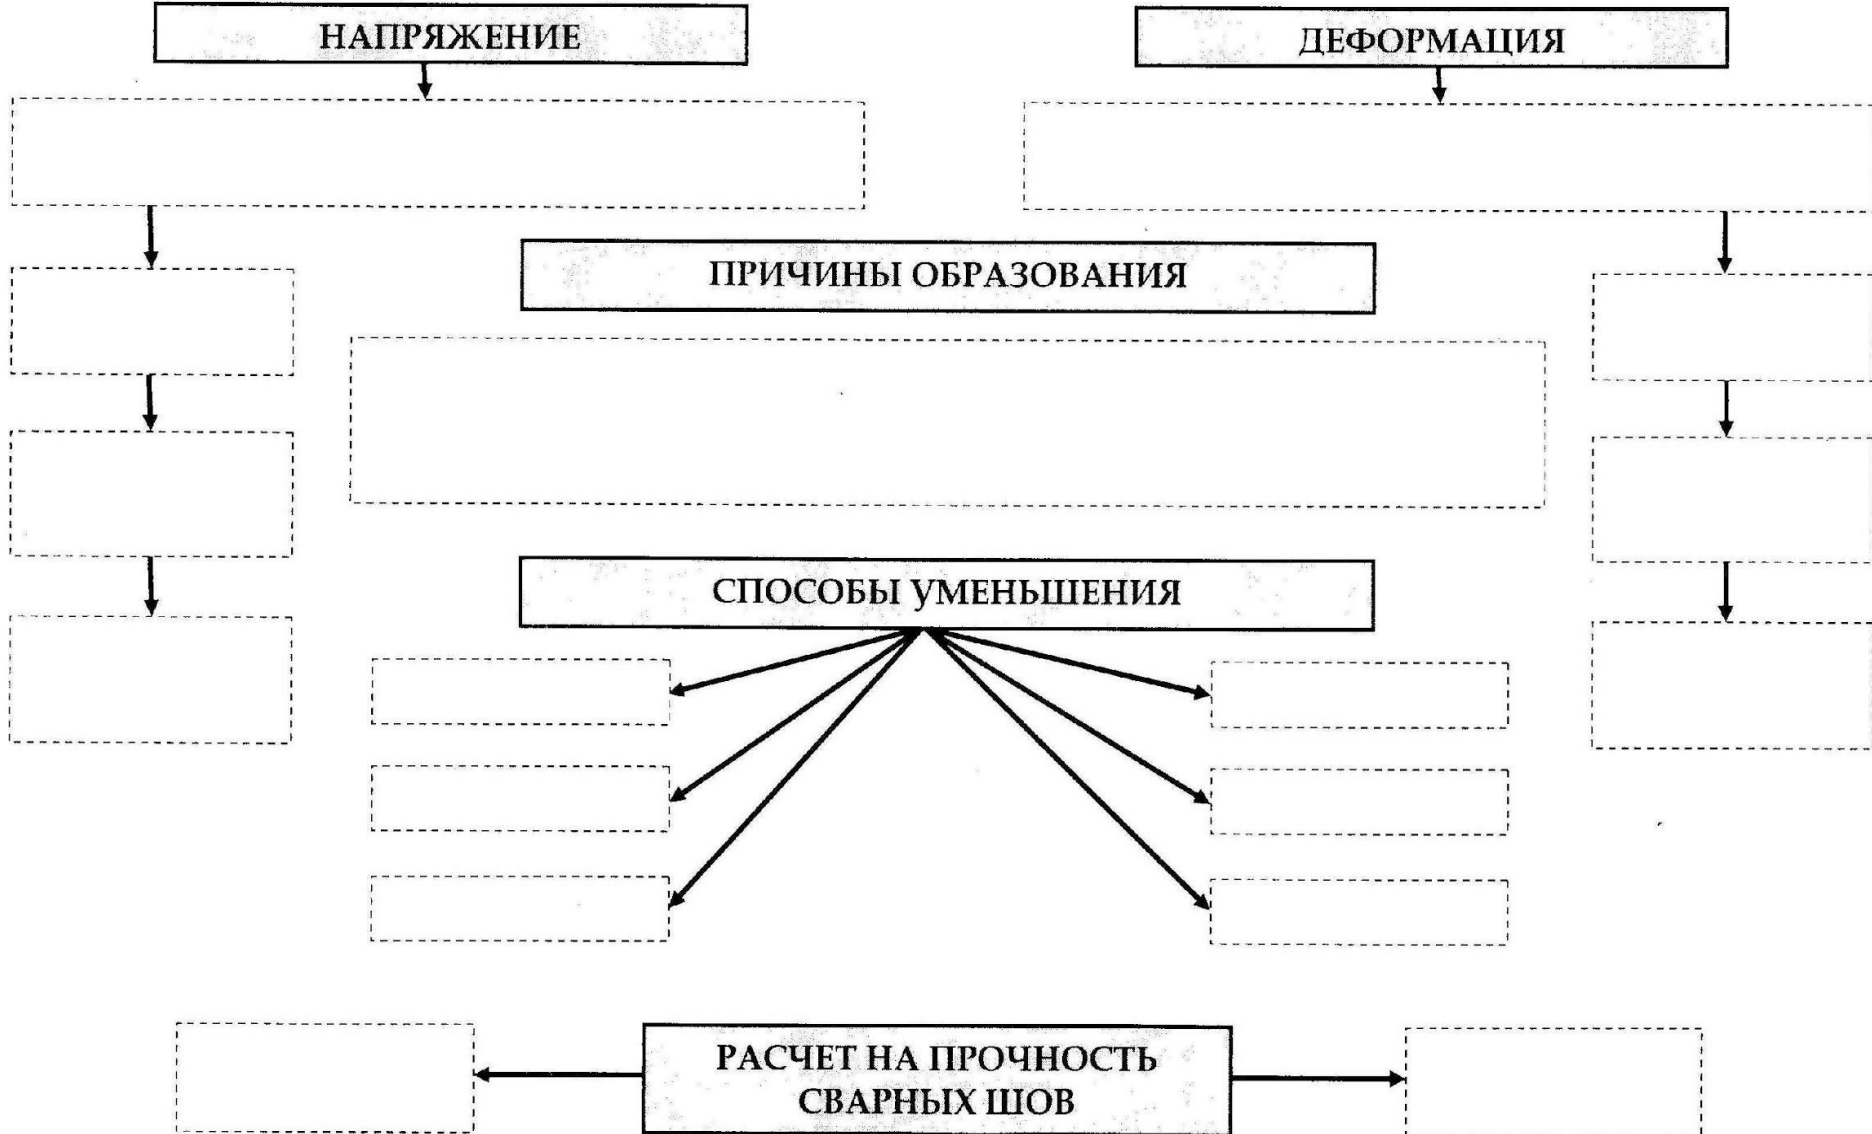 НАПРЯЖЕНИЕ
ДЕФОРМАЦИЯ
ПРИЧИНЫ ОБРАЗОВАНИЯ
СПОСОБЫ УМЕНЬШЕНИЯ
РАСЧЕТ НА ПРОЧНОСТЬ
СВАРНЫХ ШОВ